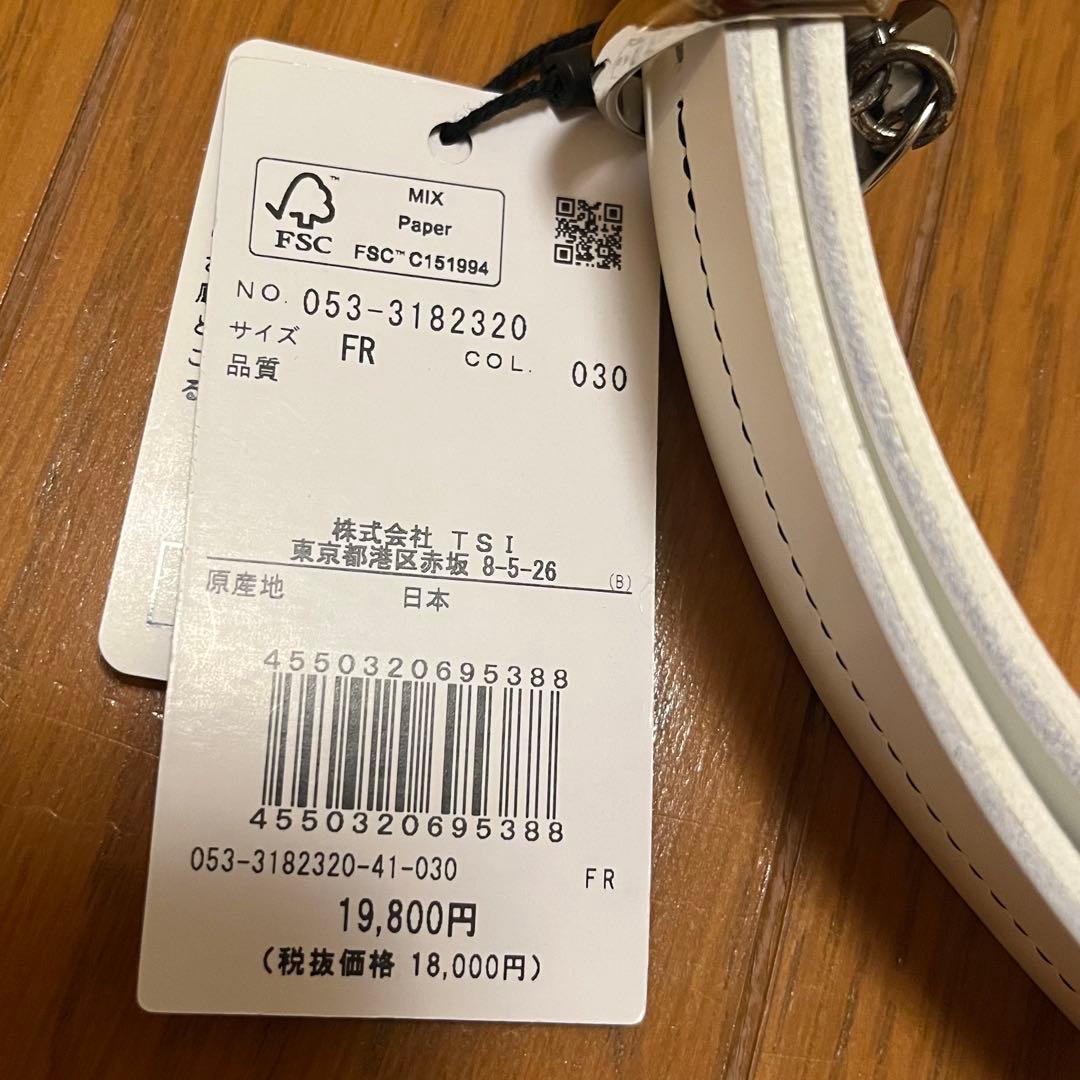 MIX
Paper
FSC™ C151994
FSC
NO. 053-3182320
サイズ FR COL. 030
品質
株式会社 TSI
東京都港区赤坂 8-5-26 (B)
原産地 日本
4550320695388
4550320695388
053-3182320-41-030 FR
19,800円
(税抜価格 18,000円)